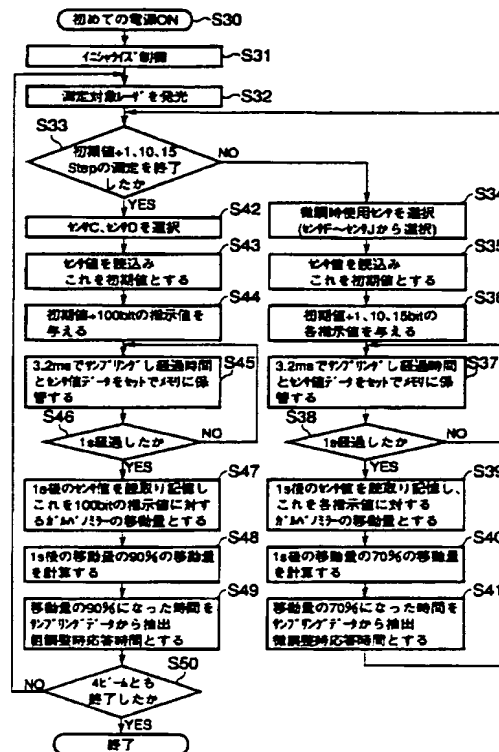 初めての電源ON
S30
イニシャライズ制御
S31
測定対象レーザを発光
S32
S33
初期値+1、10、15
Stepの測定を終了
したか
NO
YES
S42
センサC、センサDを選択
S43
センサ値を読込み
これを初期値とする
S44
初期値+100bitの指示値を
与える
S45
3.2msでサンプリングし経過時間
とセンサ値データをセットでメモリに保
管する
S46
1s経過したか
NO
YES
S47
1s後のセンサ値を読取り記憶し
これを100bitの指示値に対す
るガルバノミラーの移動量とする
S48
1s後の移動量の90%の移動量
を計算する
S49
移動量の90%になった時間を
サンプリングデータから抽出
粗調整時応答時間とする
S50
4ビームとも
終了したか
NO
YES
終了
S34
微調時使用センサを選択
(センサF～センサJから選択)
S35
センサ値を読込み
これを初期値とする
S36
初期値+1、10、15bitの
各指示値を与える
S37
3.2msでサンプリングし経過時間
とセンサ値データをセットでメモリに保
管する
S38
1s経過したか
NO
YES
S39
1s後のセンサ値を読取り記憶し、
これを各指示値に対する
ガルバノミラーの移動量とする
S40
1s後の移動量の70%の移動量
を計算する
S41
移動量の70%になった時間を
サンプリングデータから抽出
微調整時応答時間とする